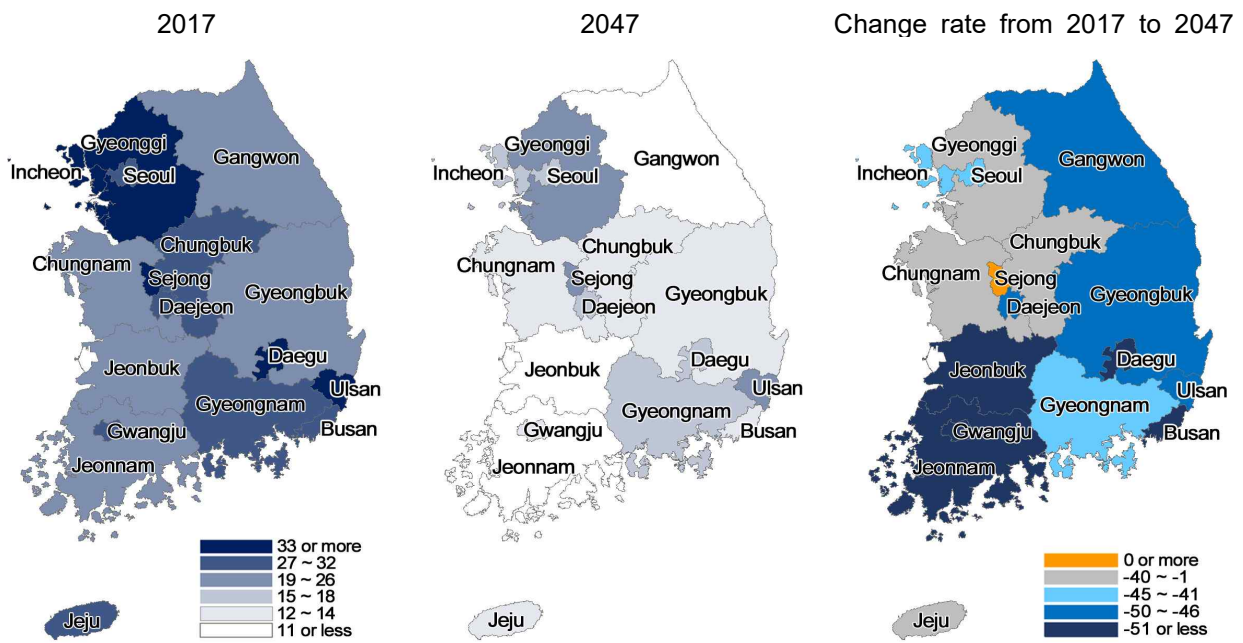 2017
2047
Change rate from 2017 to 2047
Gyeonggi
Incheon
Seoul
Gangwon
Chungbuk
Chungnam
Sejong
Daejeon
Gyeongbuk
Daegu
Jeonbuk
Ulsan
Gyeongnam
Gwangju
Busan
Jeonnam
Jeju
33 or more
27 ~ 32
19 ~ 26
15 ~ 18
12 ~ 14
11 or less
Gyeonggi
Incheon
Seoul
Gangwon
Chungbuk
Chungnam
Sejong
Daejeon
Gyeongbuk
Daegu
Jeonbuk
Ulsan
Gyeongnam
Gwangju
Busan
Jeonnam
Jeju
Gyeonggi
Incheon
Seoul
Gangwon
Chungbuk
Chungnam
Sejong
Daejeon
Gyeongbuk
Daegu
Jeonbuk
Ulsan
Gyeongnam
Gwangju
Busan
Jeonnam
Jeju
0 or more
-40 ~ -1
-45 ~ -41
-50 ~ -46
-51 or less